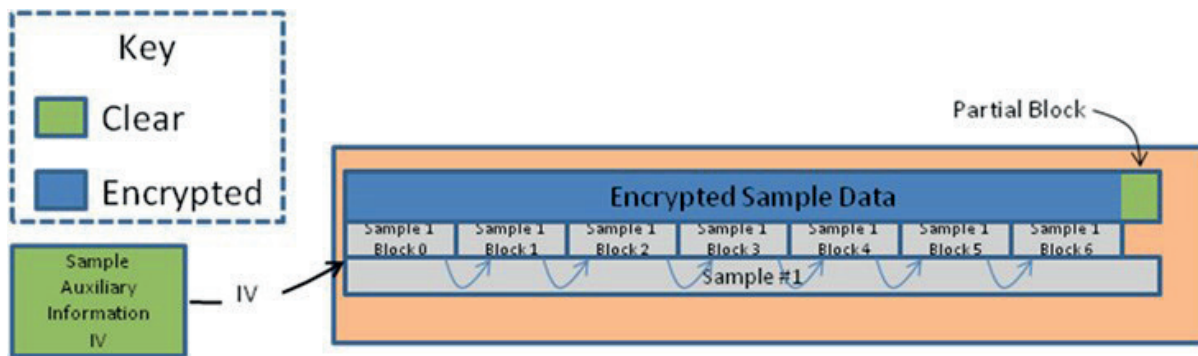 Key
Clear
Encrypted
Sample
Auxiliary
Information
IV
IV
Partial Block
Encrypted Sample Data
Sample 1 Sample 1 Sample 1 Sample 1 Sample 1 Sample 1 Sample 1
Block 0 Block 1 Block 2 Block 3 Block 4 Block 5 Block 6
Sample #1